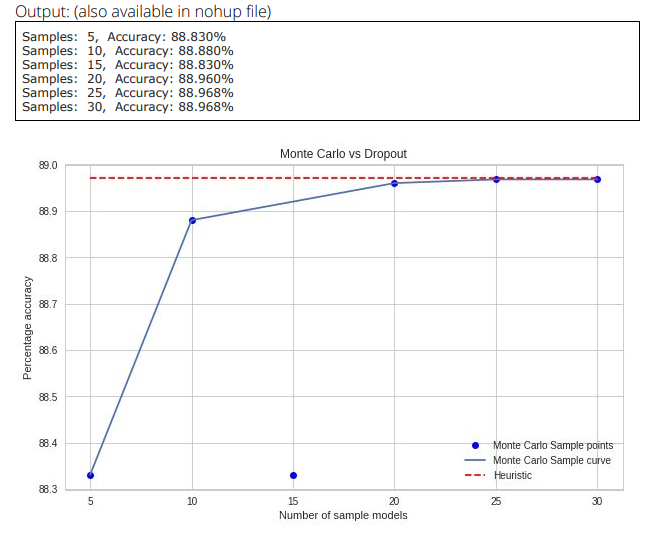 Output: (also available in nohup file)
Samples: 5, Accuracy: 88.830%
Samples: 10, Accuracy: 88.880%
Samples: 15, Accuracy: 88.830%
Samples: 20, Accuracy: 88.960%
Samples: 25, Accuracy: 88.968%
Samples: 30, Accuracy: 88.968%
Monte Carlo vs Dropout
89.0
88.9
88.8
88.7
88.6
88.5
88.4
88.3
Percentage accuracy
Monte Carlo Sample points
Monte Carlo Sample curve
Heuristic
5 10 15 20 25 30
Number of sample models